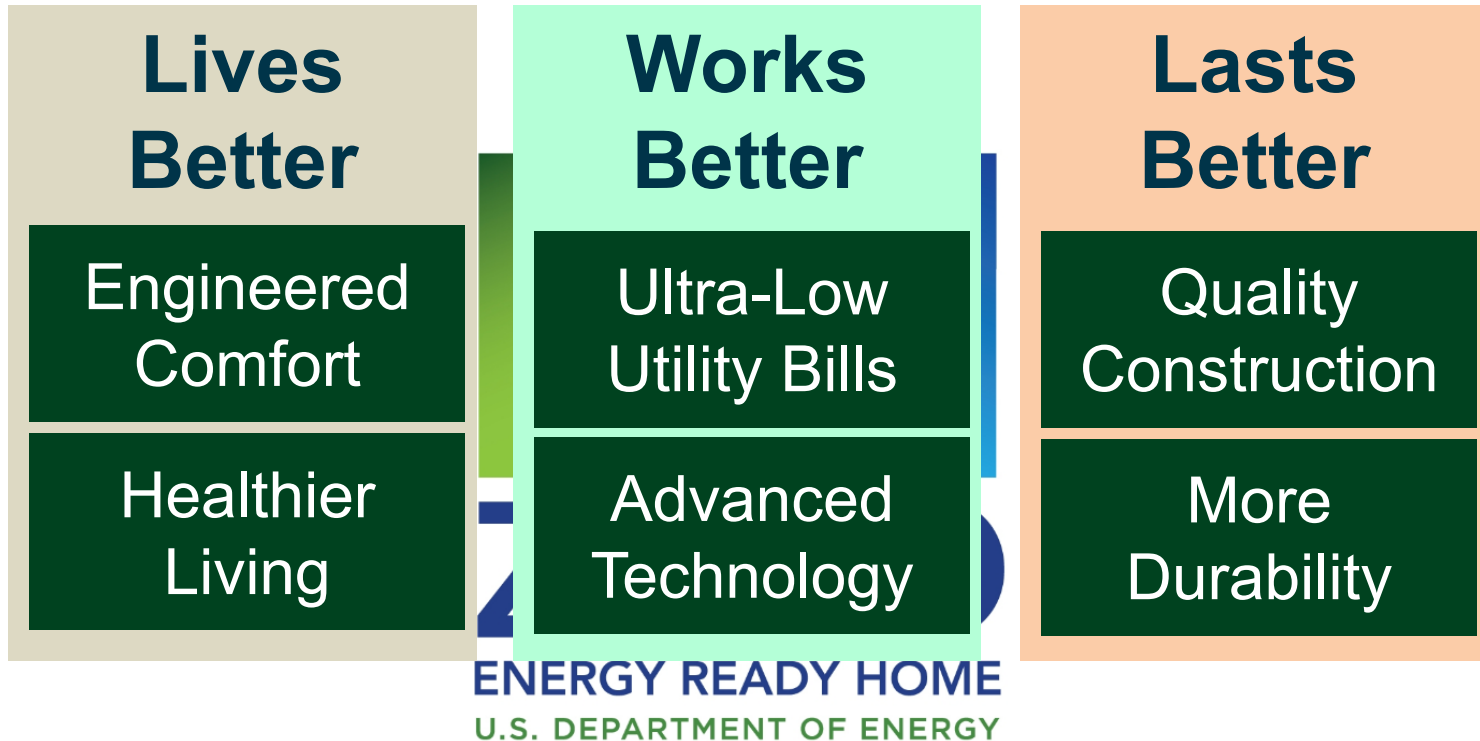 Lives
Better
Engineered
Comfort
Healthier
Living
Works
Better
Ultra-Low
Utility Bills
Advanced
Technology
Lasts
Better
Quality
Construction
More
Durability
ENERGY READY HOME
U.S. DEPARTMENT OF ENERGY